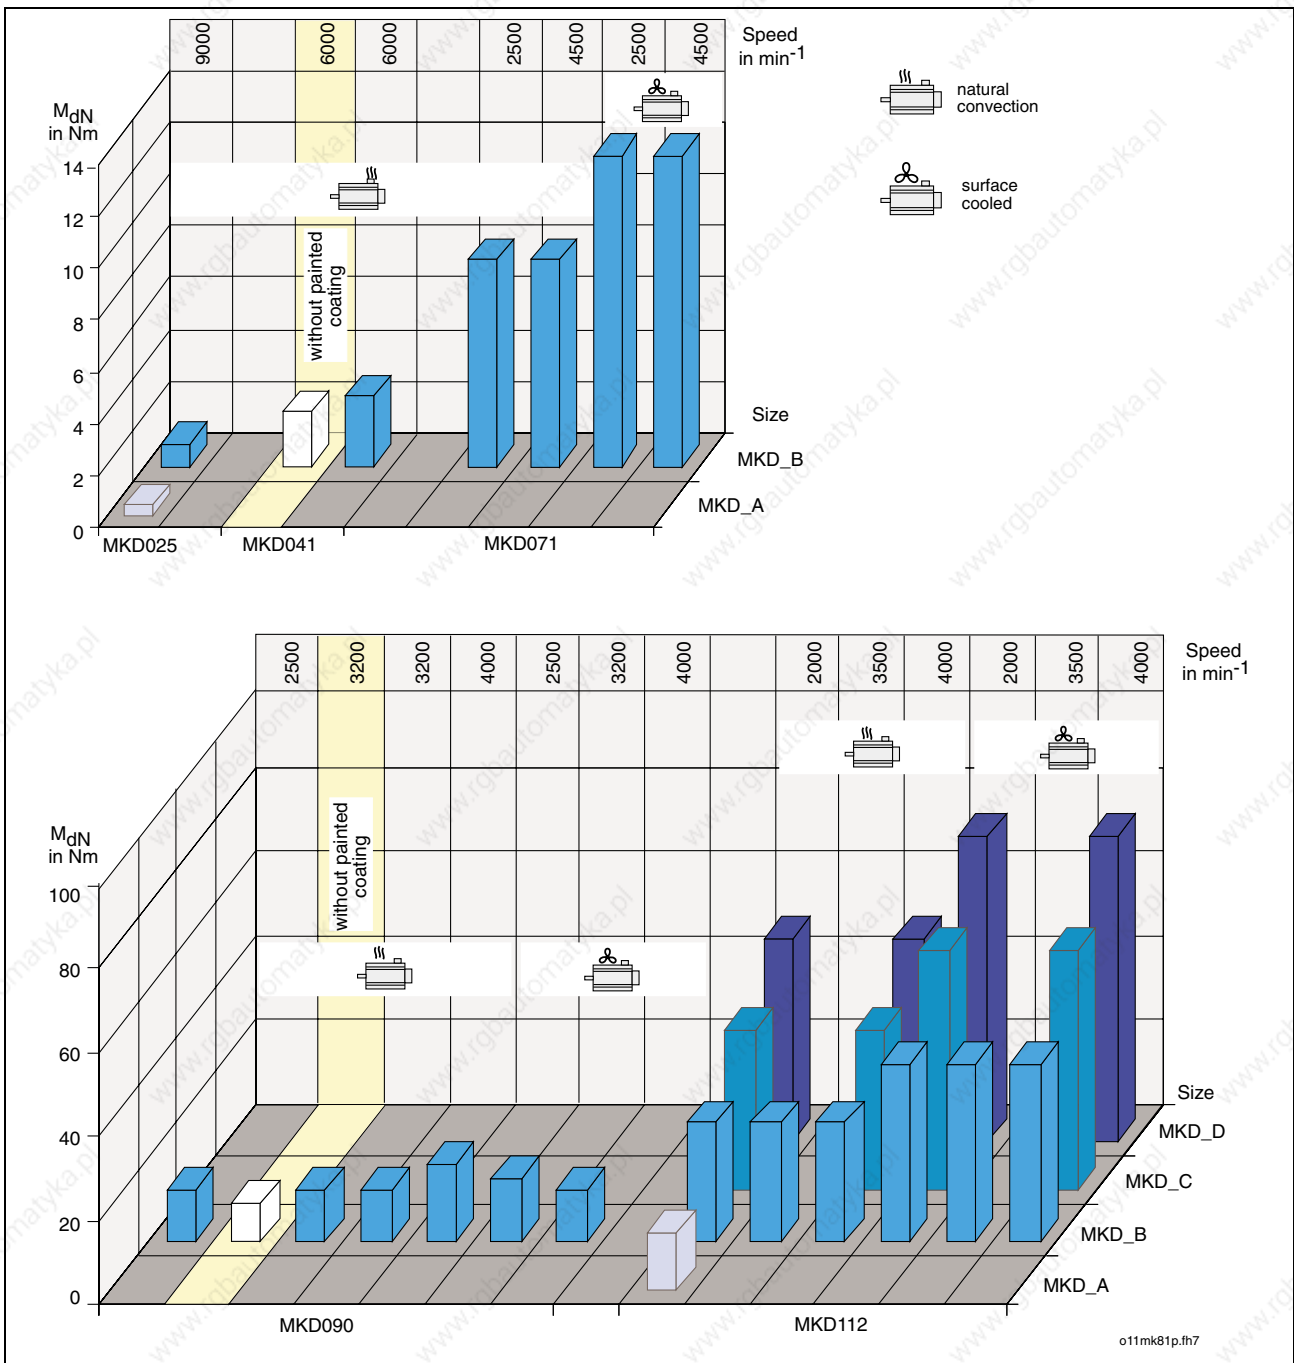 9000
6000
6000
2500
4500
2500
4500
Speed
in min-1
MdN
in Nm
natural
convection
surface
cooled
14
12
10
8
6
4
2
0
without painted
coating
Size
MKD_B
MKD_A
MKD025
MKD041
MKD071
2500
3200
3200
4000
2500
3200
4000
2000
3500
4000
2000
3500
4000
Speed
in min-1
MdN
in Nm
100
80
60
40
20
0
without painted
coating
Size
MKD_D
MKD_C
MKD_B
MKD_A
MKD090
MKD112
o11mk81p.fh7
www.rgbautomatyka.pl